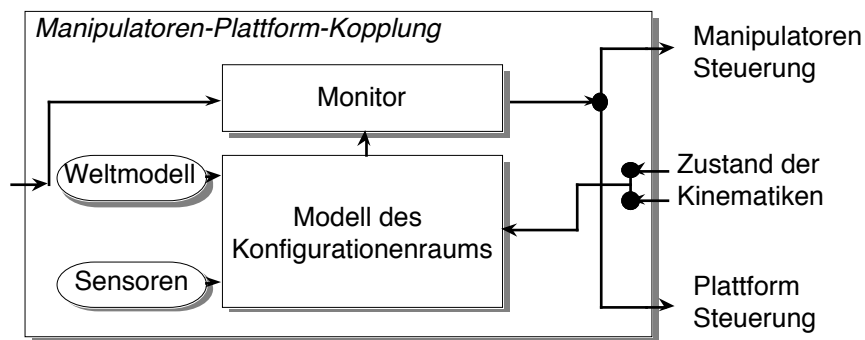 Manipulatoren-Plattform-Kopplung
Monitor
Manipulatoren
Steuerung
Weltmodell
Modell des
Konfigurationenraums
Zustand der
Kinematiken
Sensoren
Plattform
Steuerung